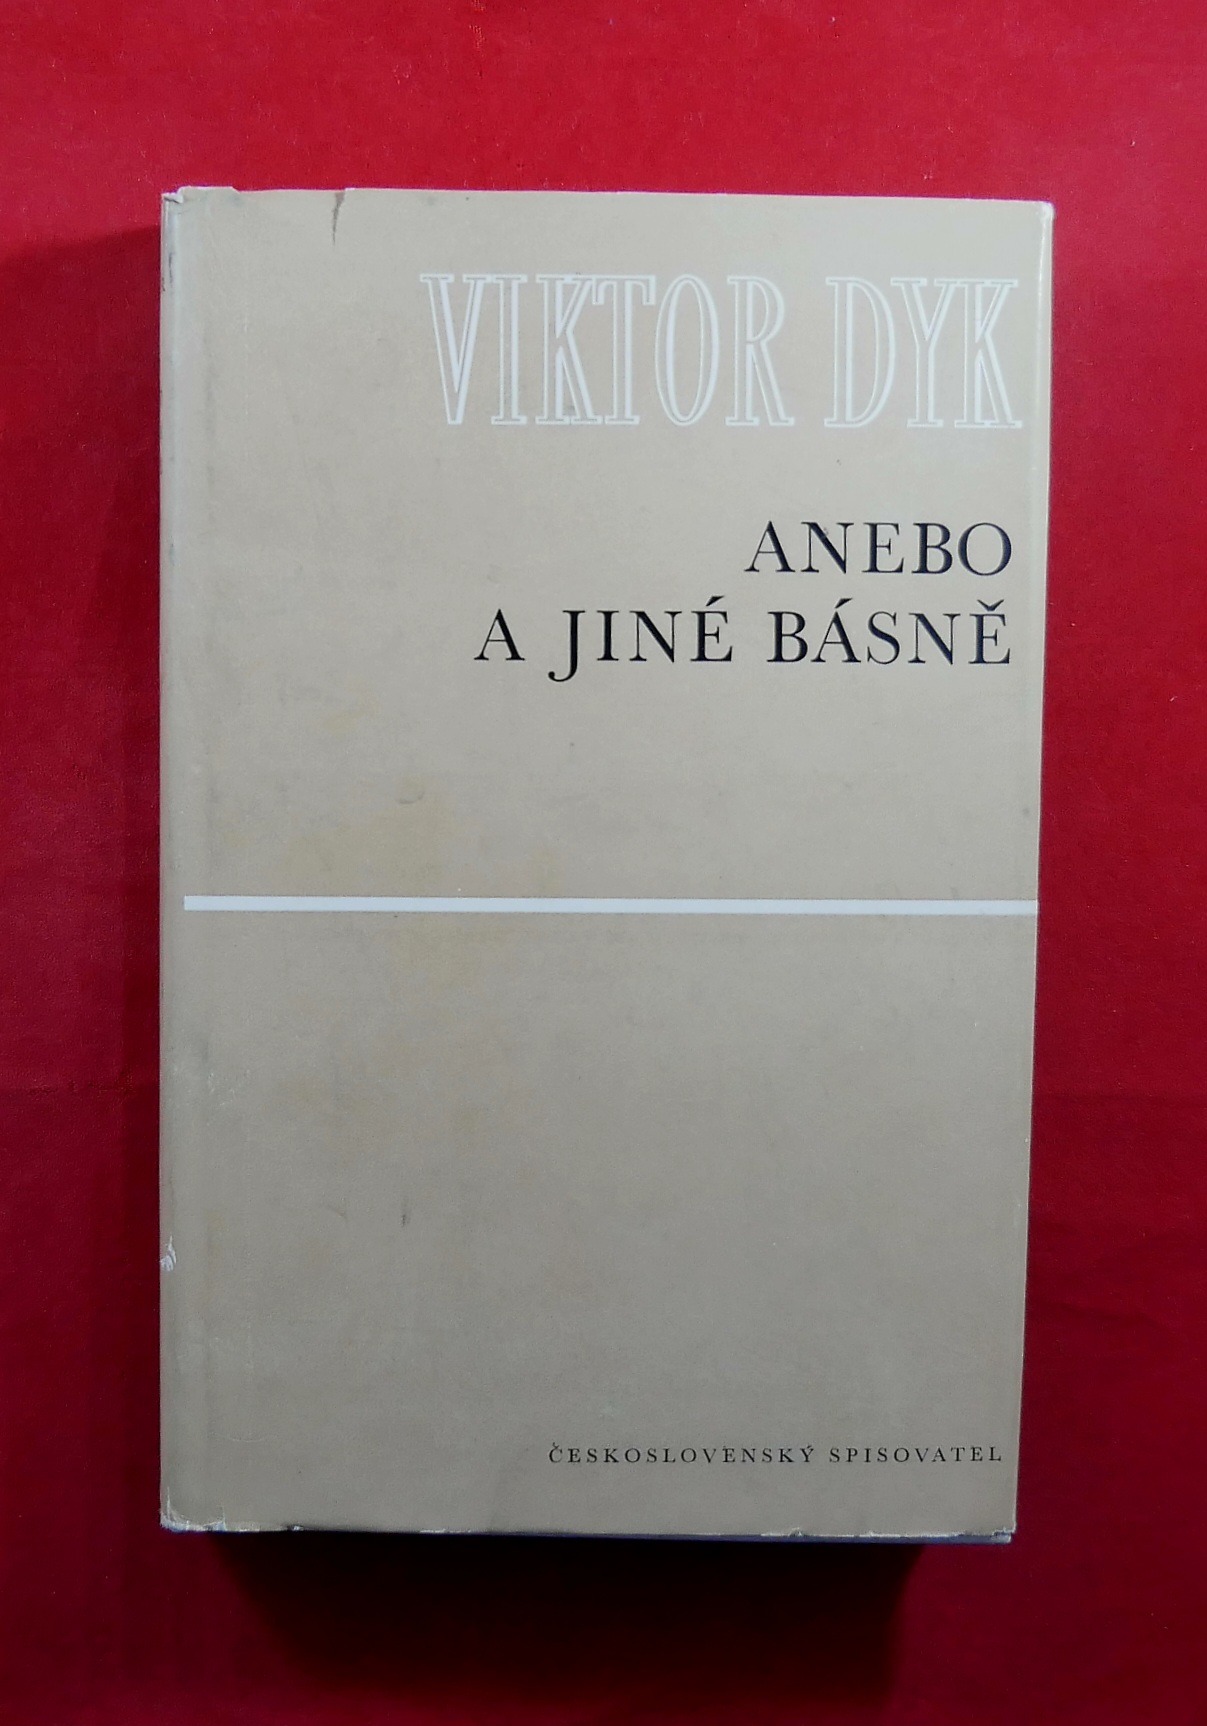 VIKTOR DYK
ANEBO
A JINÉ BÁSNĚ
ČESKOSLOVENSKÝ SPISOVATEL